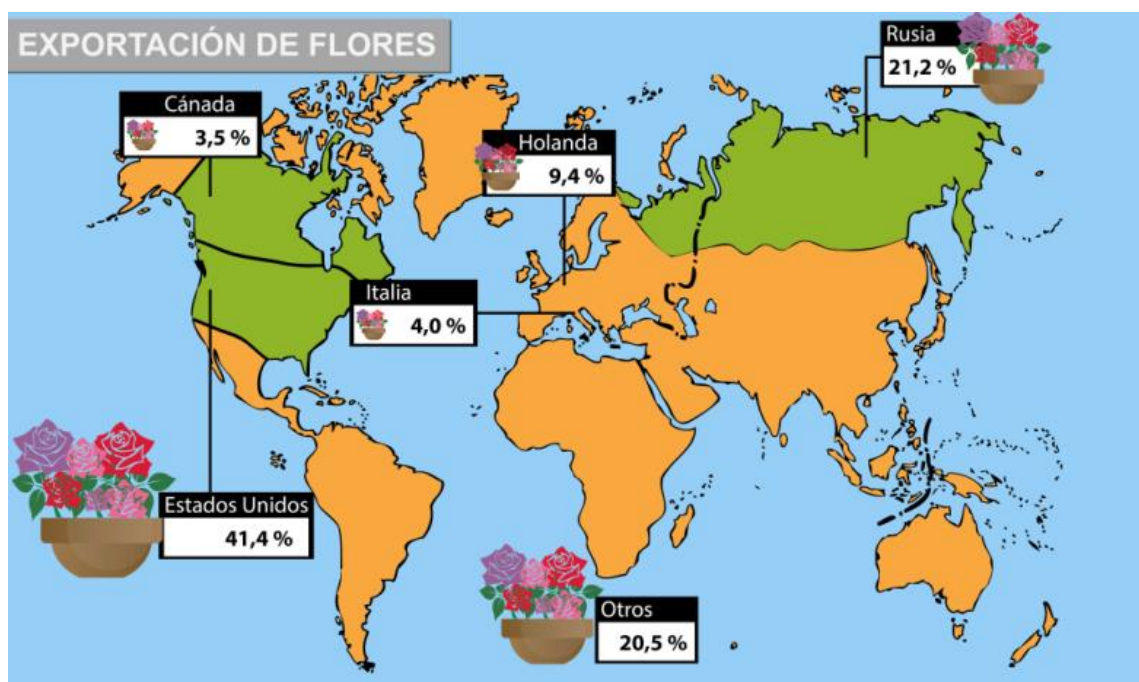 EXPORTACIÓN DE FLORES
Rusia
21,2 %
Cánada
3,5 %
Holanda
9,4 %
Italia
4,0 %
Estados Unidos
41,4 %
Otros
20,5 %